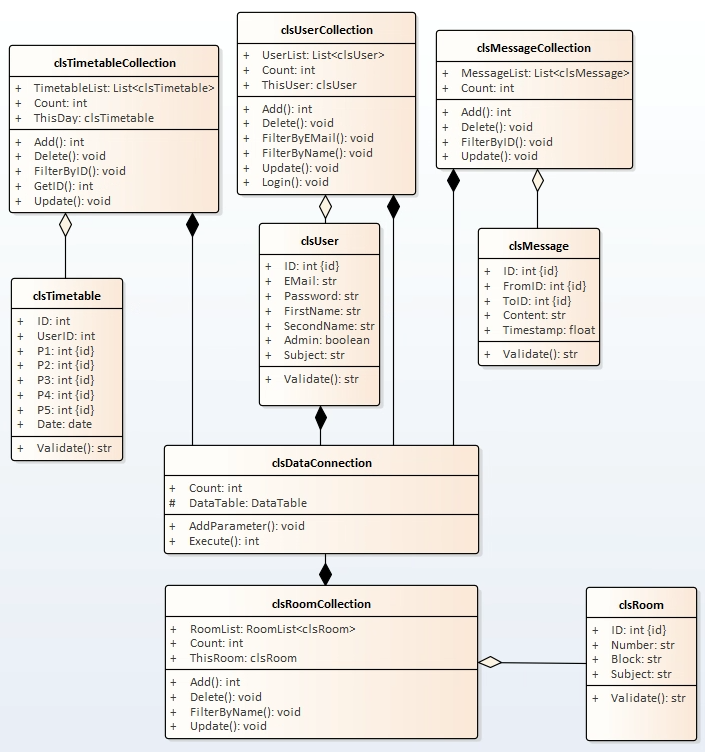 clsTimetableCollection
+ TimetableList: List<clsTimetable>
+ Count: int
+ ThisDay: clsTimetable
+ Add(): int
+ Delete(): void
+ FilterByID(): void
+ GetID(): int
+ Update(): void
clsUserCollection
+ UserList: List<clsUser>
+ Count: int
+ ThisUser: clsUser
+ Add(): int
+ Delete(): void
+ FilterByEMail(): void
+ FilterByName(): void
+ Update(): void
+ Login(): void
clsMessageCollection
+ MessageList: List<clsMessage>
+ Count: int
+ Add(): int
+ Delete(): void
+ FilterByID(): void
+ Update(): void
clsTimetable
+ ID: int
+ UserID: int
+ P1: int {id}
+ P2: int {id}
+ P3: int {id}
+ P4: int {id}
+ P5: int {id}
+ Date: date
+ Validate(): str
clsUser
+ ID: int {id}
+ EMail: str
+ Password: str
+ FirstName: str
+ SecondName: str
+ Admin: boolean
+ Subject: str
+ Validate(): str
clsMessage
+ ID: int {id}
+ FromID: int {id}
+ ToID: int {id}
+ Content: str
+ Timestamp: float
+ Validate(): str
clsDataConnection
+ Count: int
# DataTable: DataTable
+ AddParameter(): void
+ Execute(): int
clsRoomCollection
+ RoomList: RoomList<clsRoom>
+ Count: int
+ ThisRoom: clsRoom
+ Add(): int
+ Delete(): void
+ FilterByName(): void
+ Update(): void
clsRoom
+ ID: int {id}
+ Number: str
+ Block: str
+ Subject: str
+ Validate(): str